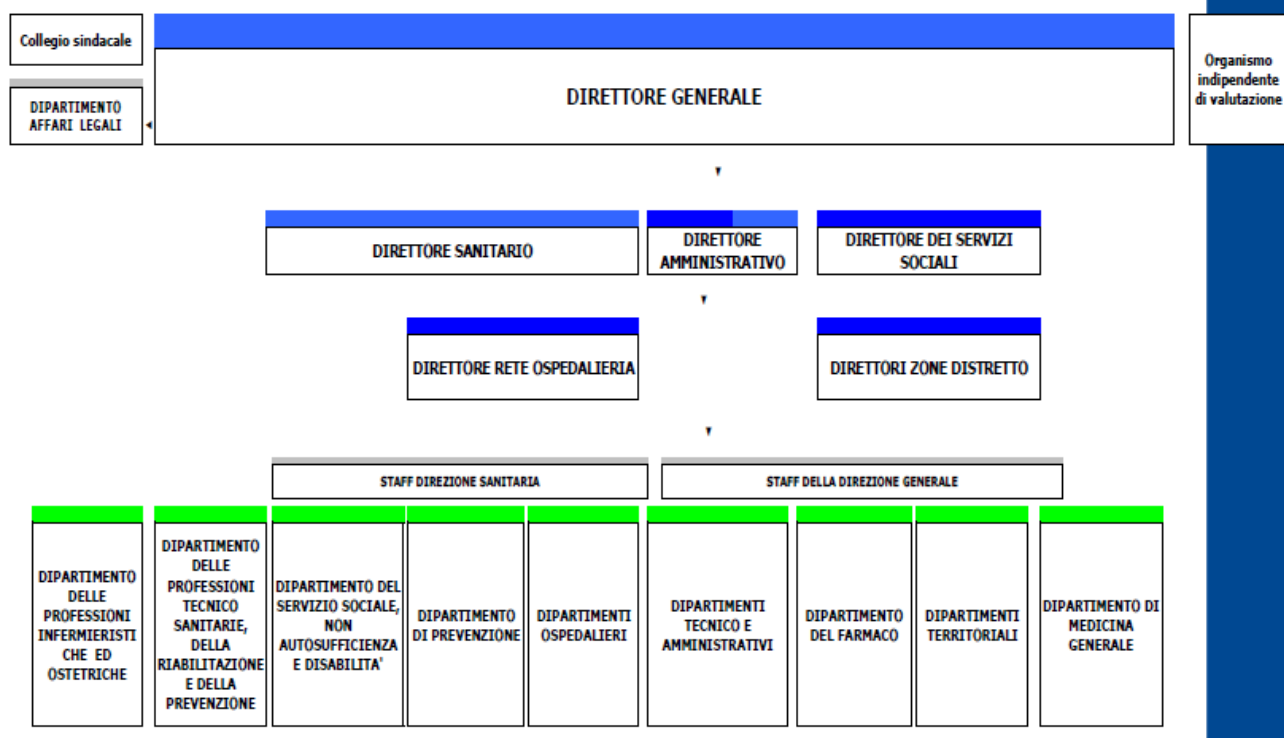 Collegio sindacale
DIPARTIMENTO
AFFARI LEGALI
DIRETTORE GENERALE
Organismo
indipendente
di valutazione
DIRETTORE SANITARIO
DIRETTORE
AMMINISTRATIVO
DIRETTORE DEI SERVIZI
SOCIALI
DIRETTORE RETE OSPEDALIERIA
DIRETTORI ZONE DISTRETTO
STAFF DIREZIONE SANITARIA
STAFF DELLA DIREZIONE GENERALE
DIPARTIMENTO
DELLE
PROFESSIONI
INFERMIERISTI
CHE ED
OSTETRICHE
DIPARTIMENTO
DELLE
PROFESSIONI
TECNICO
SANITARIE,
DELLA
RIABILITAZIONE
E DELLA
PREVENZIONE
DIPARTIMENTO DEL
SERVIZIO SOCIALE,
NON
AUTOSUFFICIENZA
E DISABILITA'
DIPARTIMENTO
DI PREVENZIONE
DIPARTIMENTI
OSPEDALIERI
DIPARTIMENTI
TECNICO E
AMMINISTRATIVI
DIPARTIMENTO
DEL FARMACO
DIPARTIMENTI
TERRITORIALI
DIPARTIMENTO DI
MEDICINA
GENERALE